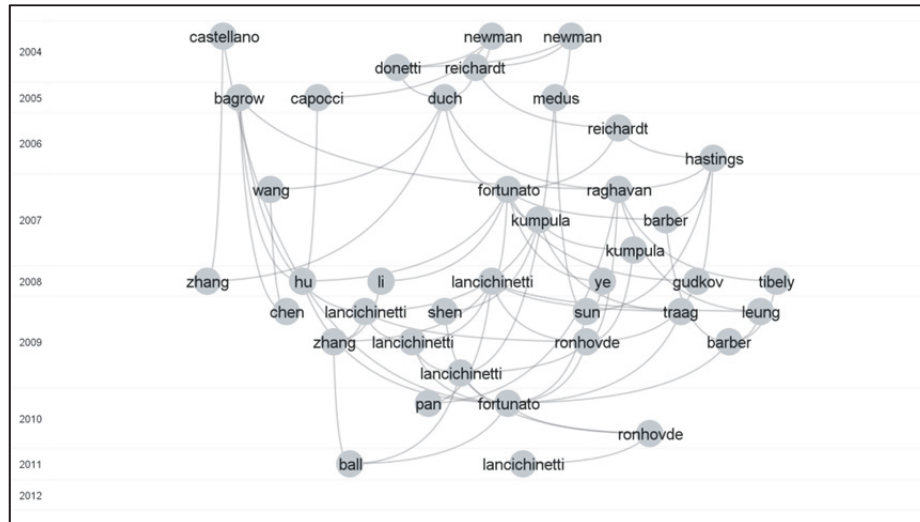 castellano newman newman
2004
donetti reichardt
2005 bagrow capocci duch medus
reichardt
2006
hastings
wang fortunato raghavan
2007 kumpula barber
kumpula
2008 zhang hu li lancichinetti ye gudkov tibely
chen lancichinetti shen sun traag leung
2009 zhang lancichinetti ronhovde barber
lancichinetti
pan fortunato
2010
ronhovde
2011 ball lancichinetti
2012